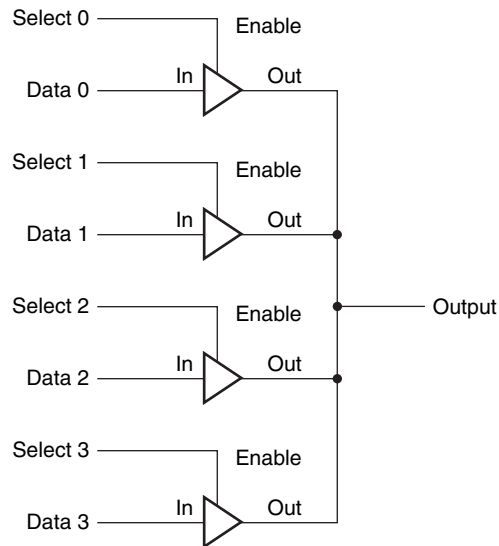 Select 0
Enable
In
Out
Data 0
Select 1
Enable
In
Out
Data 1
Select 2
Enable
Output
In
Out
Data 2
Select 3
Enable
In
Out
Data 3